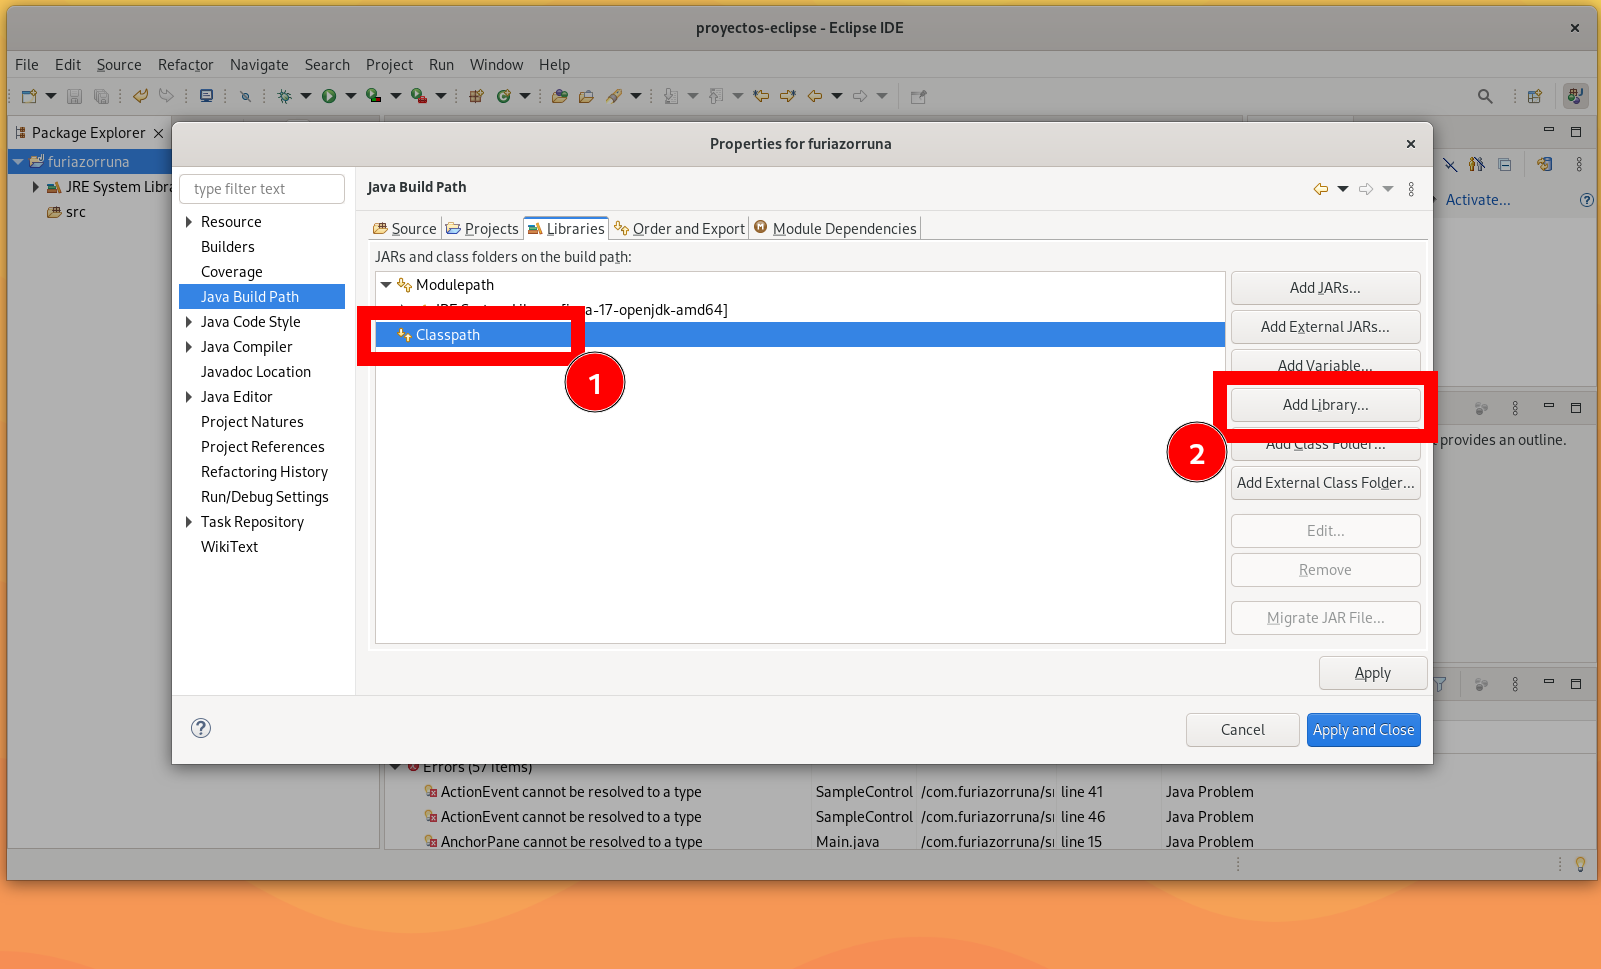 proyectos-eclipse - Eclipse IDE
File Edit Source Refactor Navigate Search Project Run Window Help
Package Explorer
furiazorruna
JRE System Libra
src
Properties for furiazorruna
type filter text
Resource
Builders
Coverage
Java Build Path
Java Code Style
Java Compiler
Javadoc Location
Java Editor
Project Natures
Project References
Refactoring History
Run/Debug Settings
Task Repository
WikiText
Java Build Path
Source Projects Libraries Order and Export Module Dependencies
JARs and class folders on the build path:
Modulepath
JRE System Library [java-17-openjdk-amd64]
Classpath
1
Add JARs...
Add External JARs...
Add Variable...
Add Library...
2
Add Class Folder...
Add External Class Folder...
Edit...
Remove
Migrate JAR File...
Apply
Cancel
Apply and Close
Activate...
provides an outline.
Errors (57 items)
ActionEvent cannot be resolved to a type SampleControl /com.furiazorruna/sr line 41 Java Problem
ActionEvent cannot be resolved to a type SampleControl /com.furiazorruna/sr line 46 Java Problem
AnchorPane cannot be resolved to a type Main.java /com.furiazorruna/sr line 15 Java Problem